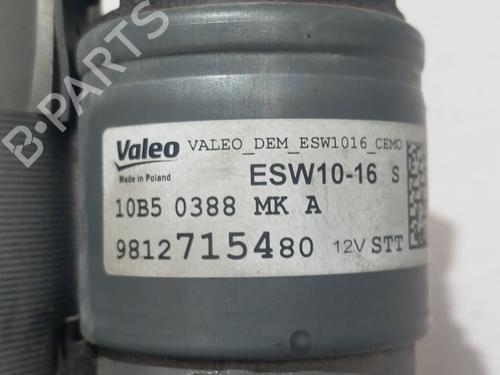 B-PARTS
Valeo VALEO_DEM_ESW1016_CEMO
Made in Poland ESW10-16 S
10B5 0388 MK A
9812715480 12V STT